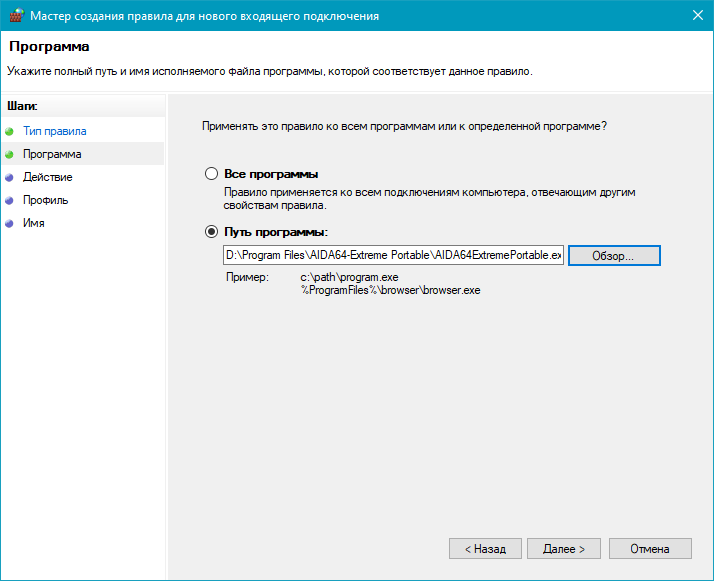 Мастер создания правила для нового входящего подключения
Программа
Укажите полный путь и имя исполняемого файла программы, которой соответствует данное правило.
Шаги:
Тип правила
Программа
Действие
Профиль
Имя
Применять это правило ко всем программам или к определенной программе?
Все программы
Правило применяется ко всем подключениям компьютера, отвечающим другим
свойствам правила.
Путь программы:
D:\Program Files\AIDA64-Extreme Portable\AIDA64ExtremePortable.ex
Обзор...
Пример:
c:\path\program.exe
%ProgramFiles%\browser\browser.exe
< Назад
Далее >
Отмена